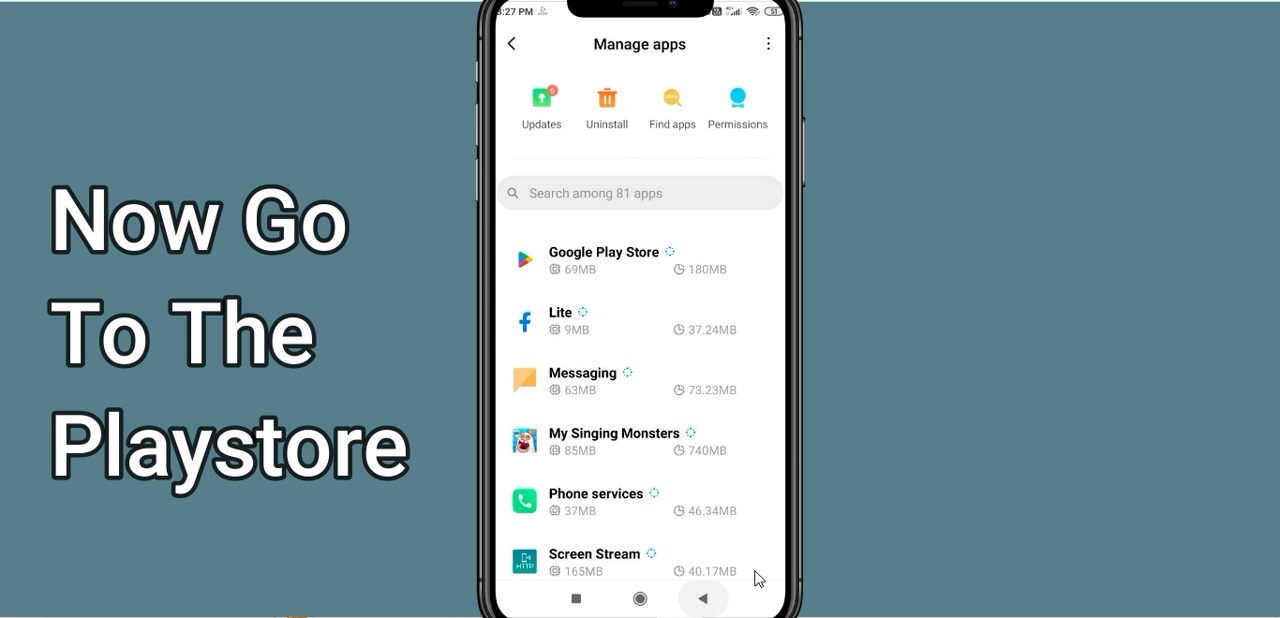 3:27 PM
Manage apps
Updates
Uninstall
Find apps
Permissions
Search among 81 apps
Now Go
To The
Playstore
Google Play Store
69MB 180MB
Lite
9MB 37.24MB
Messaging
63MB 73.23MB
My Singing Monsters
85MB 740MB
Phone services
37MB 46.34MB
Screen Stream
HTTP
165MB 40.17MB